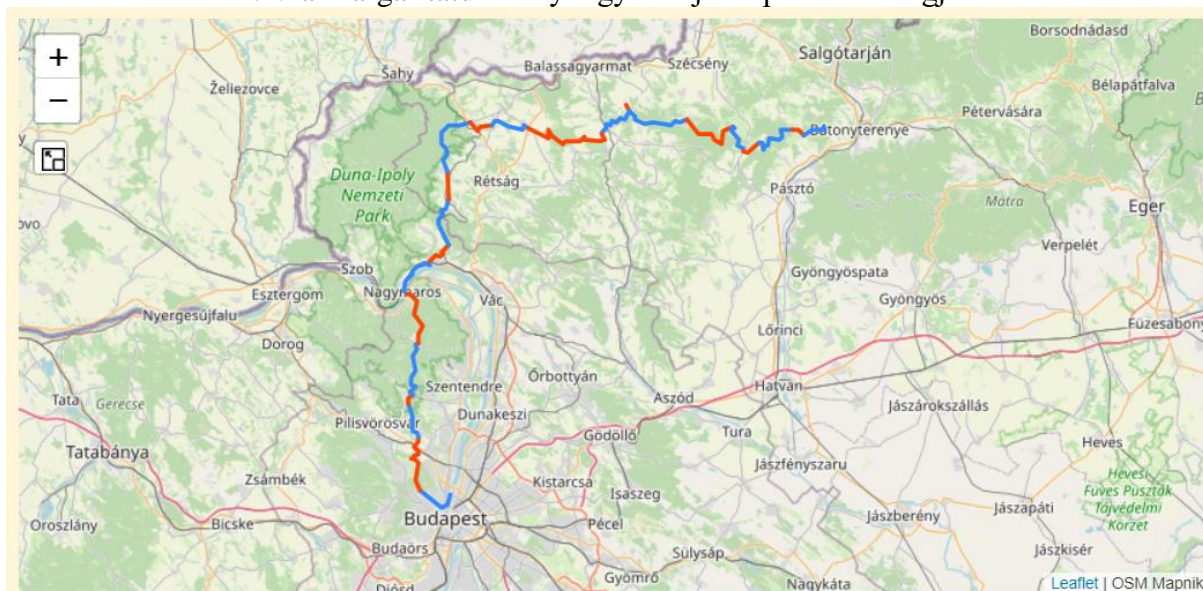 +
−
Borsodnádasd
Salgótarján
Balassagyarmat
Szécsény
Šahy
Želiezovce
Bélapátfalva
Pétervására
Bátonyterenye
Duna-Ipoly
Nemzeti
Park
Rétság
Pásztó
Mátra
Eger
Verpelét
Szob
Gyöngyöspata
Esztergom
Nagymaros
Vác
Gyöngyös
Nyergesújfalu
Lőrinci
Füzesabony
Dorog
Szentendre
Őrbottyán
Aszód
Hatvan
Tata
Gerecse
Jászárokszállás
Dunakeszi
Pilisvörösvár
Gödöllő
Tura
Heves
Tatabánya
Jászfényszaru
Zsámbék
Kistarcsa
Isaszeg
Hevesi
Füves Puszták
Tájvédelmi
Körzet
Jászapáti
Oroszlány
Bicske
Budapest
Pécel
Jászberény
Budaörs
Sülysáp
Jászkisér
Diósd
Gyömrő
Nagykáta
Leaflet | OSM Mapnik